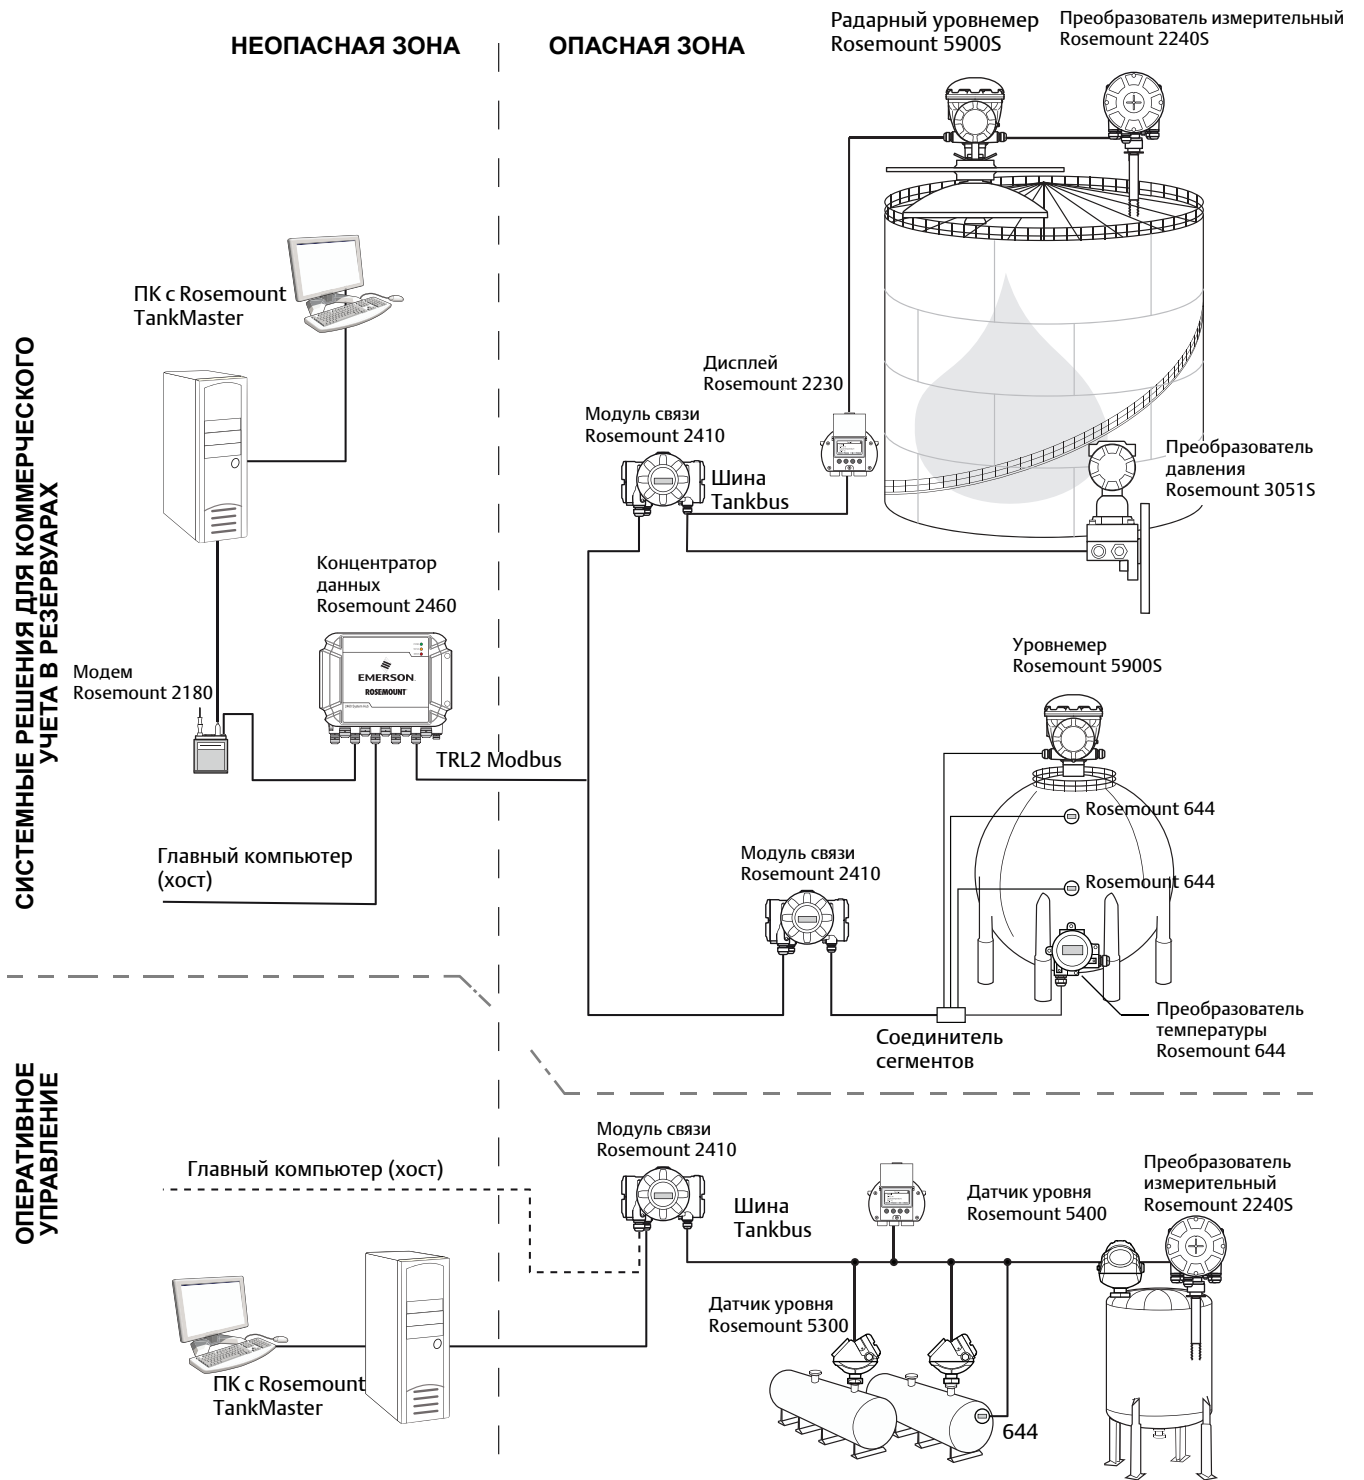 НЕОПАСНАЯ ЗОНА
ОПАСНАЯ ЗОНА
Радарный уровнемер
Rosemount 5900S
Преобразователь измерительный
Rosemount 2240S
СИСТЕМНЫЕ РЕШЕНИЯ ДЛЯ КОММЕРЧЕСКОГО
УЧЕТА В РЕЗЕРВУАРАХ
ПК с Rosemount
TankMaster
Дисплей
Rosemount 2230
Модуль связи
Rosemount 2410
Шина
Tankbus
Преобразователь
давления
Rosemount 3051S
Концентратор
данных
Rosemount 2460
EMERSON
ROSEMOUNT
Модем
Rosemount 2180
TRL2 Modbus
Уровнемер
Rosemount 5900S
Rosemount 644
Rosemount 644
Главный компьютер
(хост)
Модуль связи
Rosemount 2410
Соединитель
сегментов
Преобразователь
температуры
Rosemount 644
ОПЕРАТИВНОЕ
УПРАВЛЕНИЕ
Главный компьютер (хост)
Модуль связи
Rosemount 2410
Шина
Tankbus
Датчик уровня
Rosemount 5400
Преобразователь
измерительный
Rosemount 2240S
Датчик уровня
Rosemount 5300
ПК с Rosemount
TankMaster
644